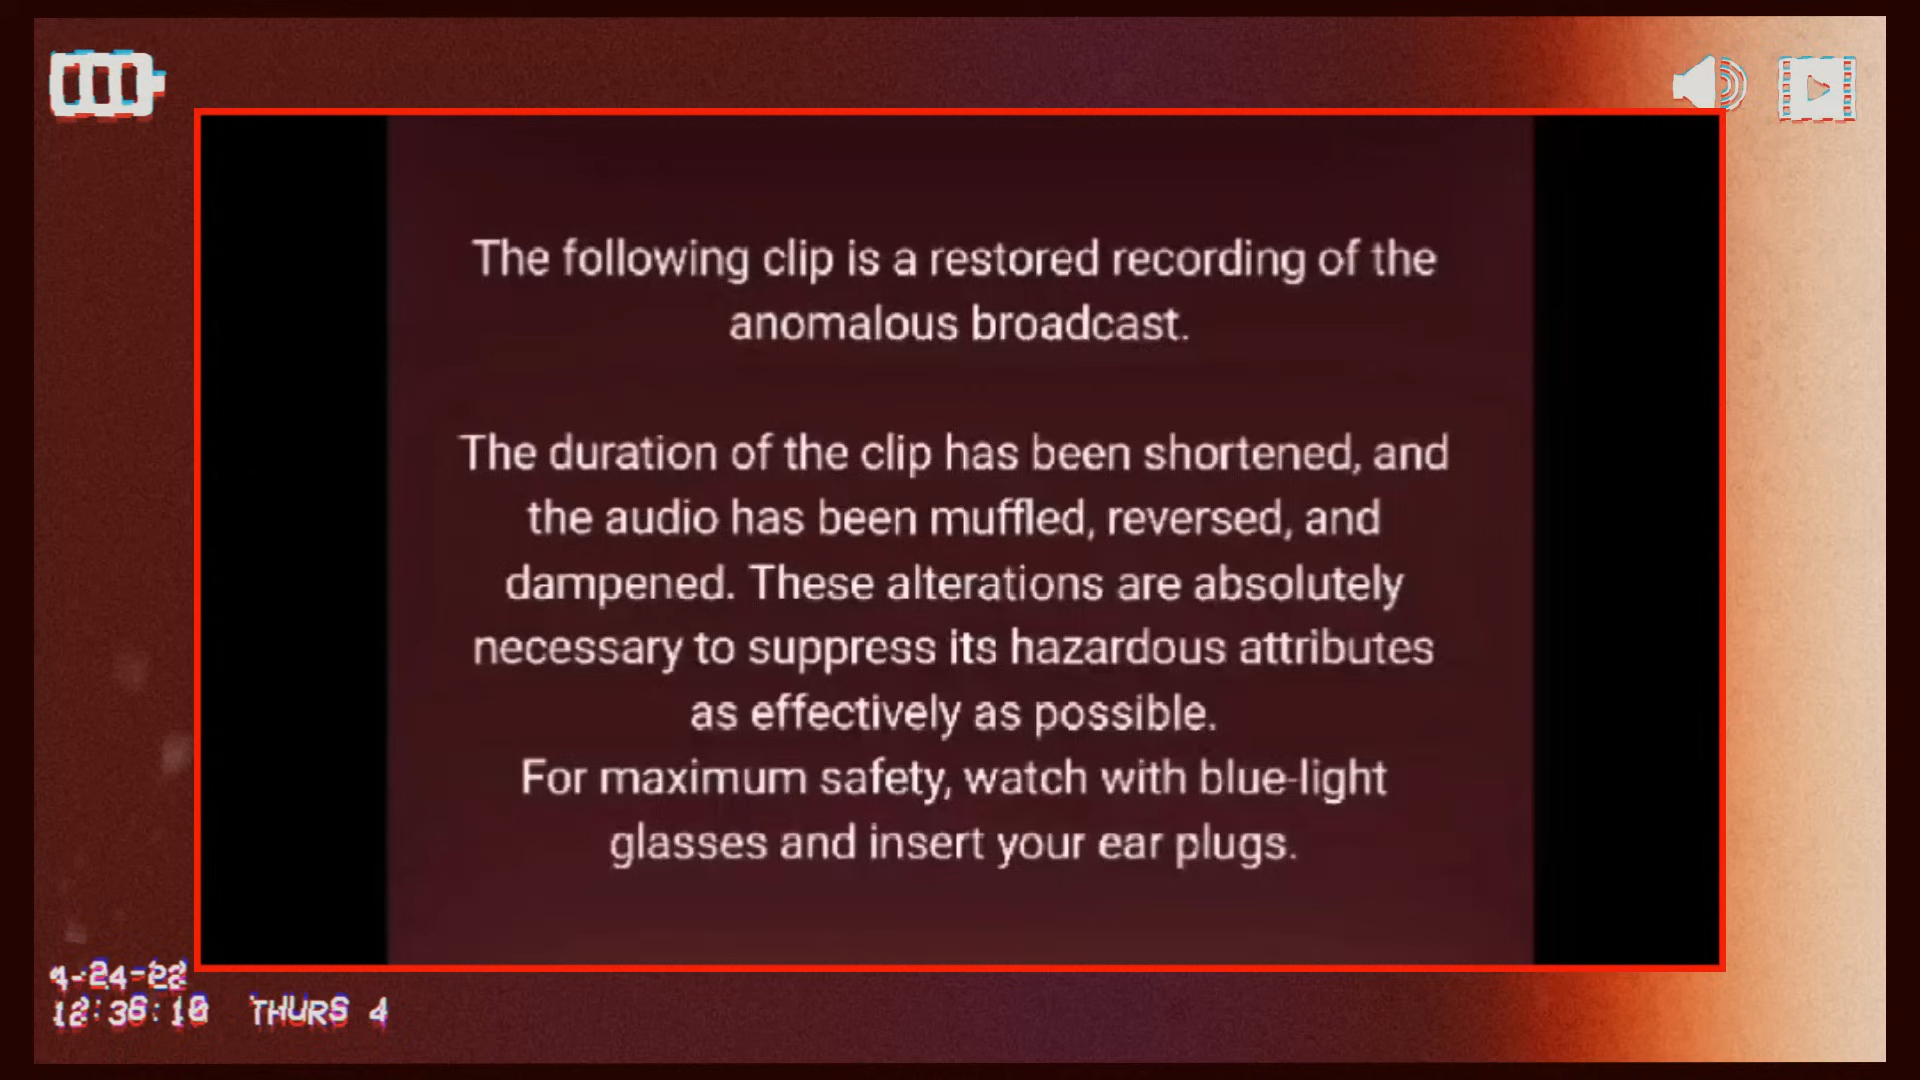 The following clip is a restored recording of the
anomalous broadcast.
The duration of the clip has been shortened, and
the audio has been muffled, reversed, and
dampened. These alterations are absolutely
necessary to suppress its hazardous attributes
as effectively as possible.
For maximum safety, watch with blue-light
glasses and insert your ear plugs.
4-24-22
12:36:10 THURS 4